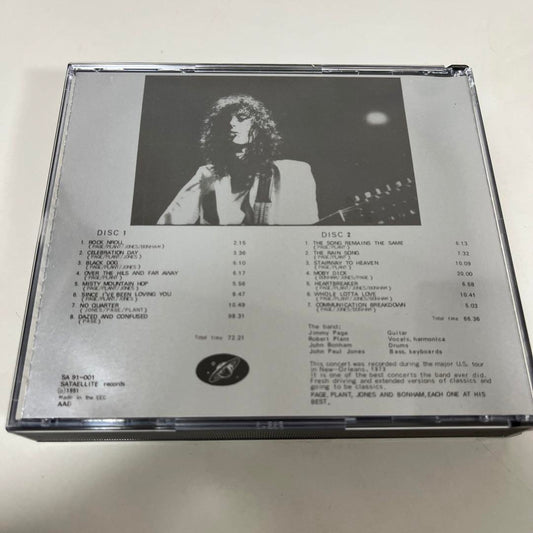 DISC 1
1. ROCK NROLL 2.15
(PAGE/PLANT/JONES/BONHAM)
2. CELEBRATION DAY 3.36
(PAGE/PLANT/JONES)
3. BLACK DOG 6.10
(PAGE/PLANT/JONES)
4. OVER THE HILS AND FAR AWAY 6.17
(PAGE/PLANT)
5. MISTY MOUNTAIN HOP 5.56
(PAGE/PLANT/JONES)
6. SINCE I'VE BEEN LOVING YOU 8.47
(PAGE/PLANT/JONES)
7. NO QUARTER
(JONES/PAGE/PLANT)
8. DAZED AND CONFUSED
(PAGE)
Total time 72.21
DISC 2
1. THE SONG REMAINS THE SAME 6.13
(PAGE/PLANT)
2. THE RAIN SONG 7.32
(PAGE/PLANT)
3. STAIRWAY TO HEAVEN 10.09
(PAGE/PLANT)
4. MOBY DICK 20.00
(BONHAM/JONES/PAGE)
5. HEARTBREAKER 6.58
(PAGE/PLANT/JONES/BONHAM)
6. WHOLE LOTTA LOVE 10.41
(PAGE/PLANT/JONES/BONHAM)
7. COMMUNICATION BREAKDOWN 5.03
(PAGE/JONES/BONHAM)
Total time 66.36
The band:
Jimmy Page Guitar
Robert Plant Vocals, harmonica
John Bonham Drums
John Paul Jones Bass, keyboards
This concert was recorded during the major U.S. tour
in New-Orleans, 1973
It is one of the best concerts the band aver did.
Fresh driving and extended versions of classics and
going to be classics.
PAGE, PLANT, JONES AND BONHAM, EACH ONE AT HIS
BEST.
SA 91-001
SATAELLITE records
(p)1991
Made in the EEC
AAD